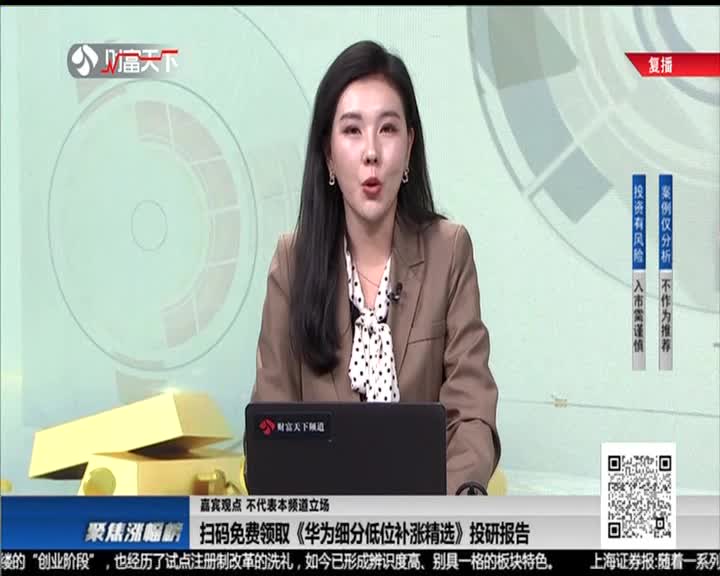 财富天下
复播
案例仅分析 不作为推荐
投资有风险 入市需谨慎
财富天下频道
嘉宾观点 不代表本频道立场
聚焦涨幅榜
扫码免费领取《华为细分低位补涨精选》投研报告
缕的“创业阶段”，也经历了试点注册制改革的洗礼，如今已形成辨识度高、别具一格的板块特色。 上海证券报:随着一系列